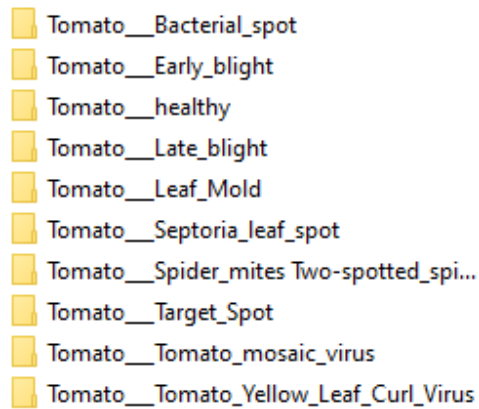 Tomato___Bacterial_spot
Tomato___Early_blight
Tomato___healthy
Tomato___Late_blight
Tomato___Leaf_Mold
Tomato___Septoria_leaf_spot
Tomato___Spider_mites Two-spotted_spi...
Tomato___Target_Spot
Tomato___Tomato_mosaic_virus
Tomato___Tomato_Yellow_Leaf_Curl_Virus